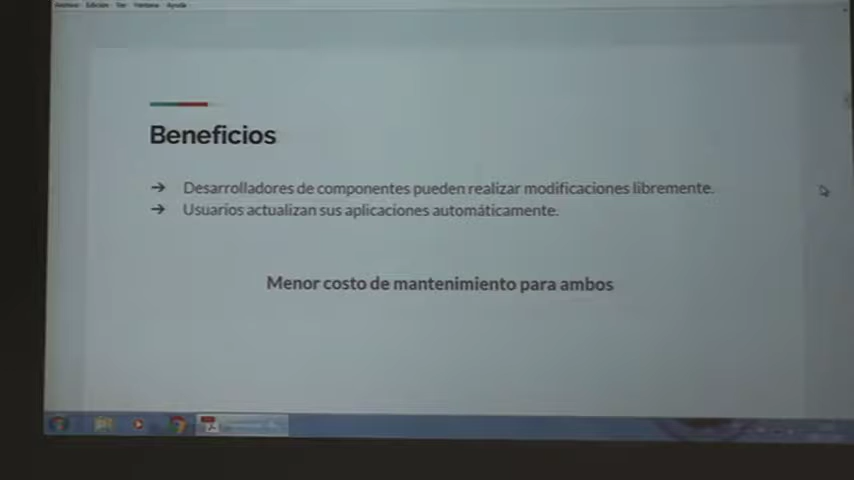 Archivo Edición Ver Ventana Ayuda
Beneficios
→ Desarrolladores de componentes pueden realizar modificaciones libremente.
→ Usuarios actualizan sus aplicaciones automáticamente.
Menor costo de mantenimiento para ambos